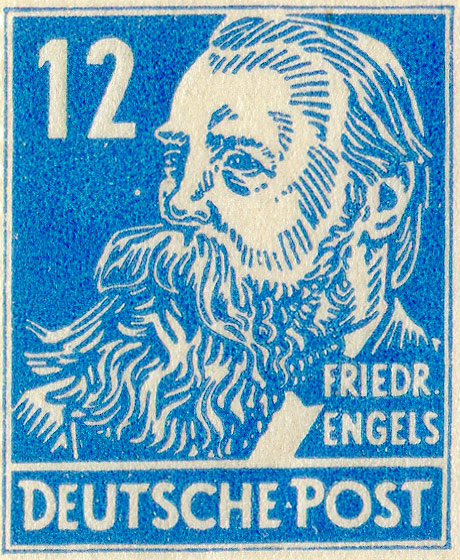 12
FRIEDR.
ENGELS
DEUTSCHE POST